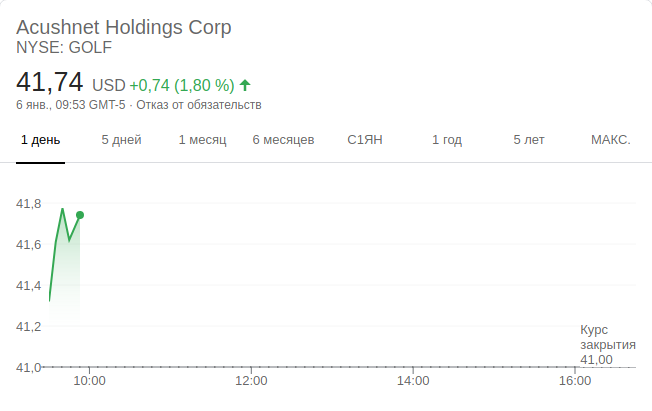 Acushnet Holdings Corp
NYSE: GOLF
41,74 USD +0,74 (1,80 %)
6 янв., 09:53 GMT-5 · Отказ от обязательств
1 день 5 дней 1 месяц 6 месяцев С1ЯН 1 год 5 лет МАКС.
41,8
41,6
41,4
41,2
Курс
закрытия
41,00
41,0
10:00 12:00 14:00 16:00